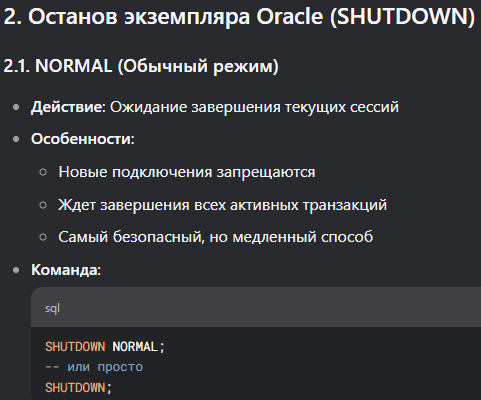 2. Останов экземпляра Oracle (SHUTDOWN)
2.1. NORMAL (Обычный режим)
Действие: Ожидание завершения текущих сессий
Особенности:
Новые подключения запрещаются
Ждет завершения всех активных транзакций
Самый безопасный, но медленный способ
Команда:
sql
SHUTDOWN NORMAL;
-- или просто
SHUTDOWN;